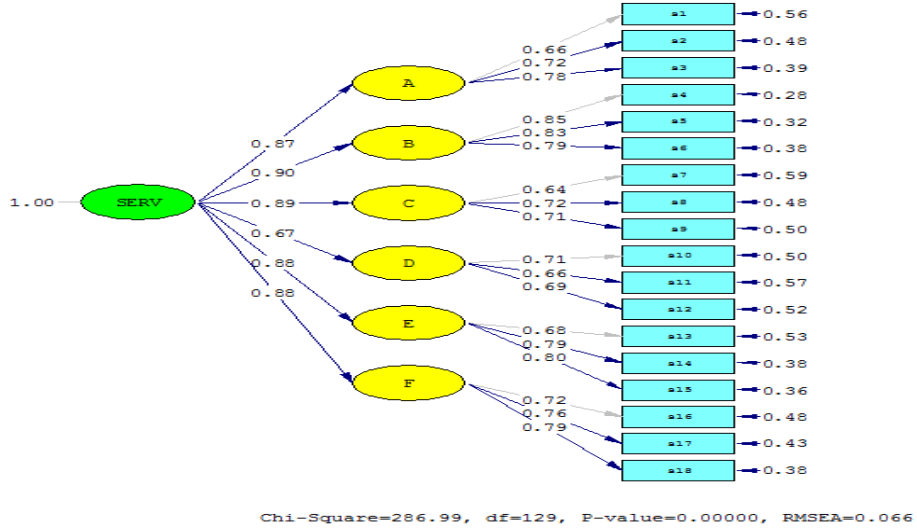 a1
0.56
0.66
a2
0.48
0.72
a3
0.39
0.78
A
a4
0.28
0.85
a5
0.32
0.83
B
a6
0.38
0.79
0.87
a7
0.59
0.64
0.90
1.00
SERV
0.89
C
0.72
a8
0.48
0.71
a9
0.50
0.67
a10
0.50
0.71
D
0.66
a11
0.57
0.88
0.69
a12
0.52
0.88
E
0.68
a13
0.53
0.79
a14
0.38
0.80
a15
0.36
F
0.72
a16
0.48
0.76
a17
0.43
0.79
a18
0.38
Chi-Square=286.99, df=129, P-value=0.00000, RMSEA=0.066